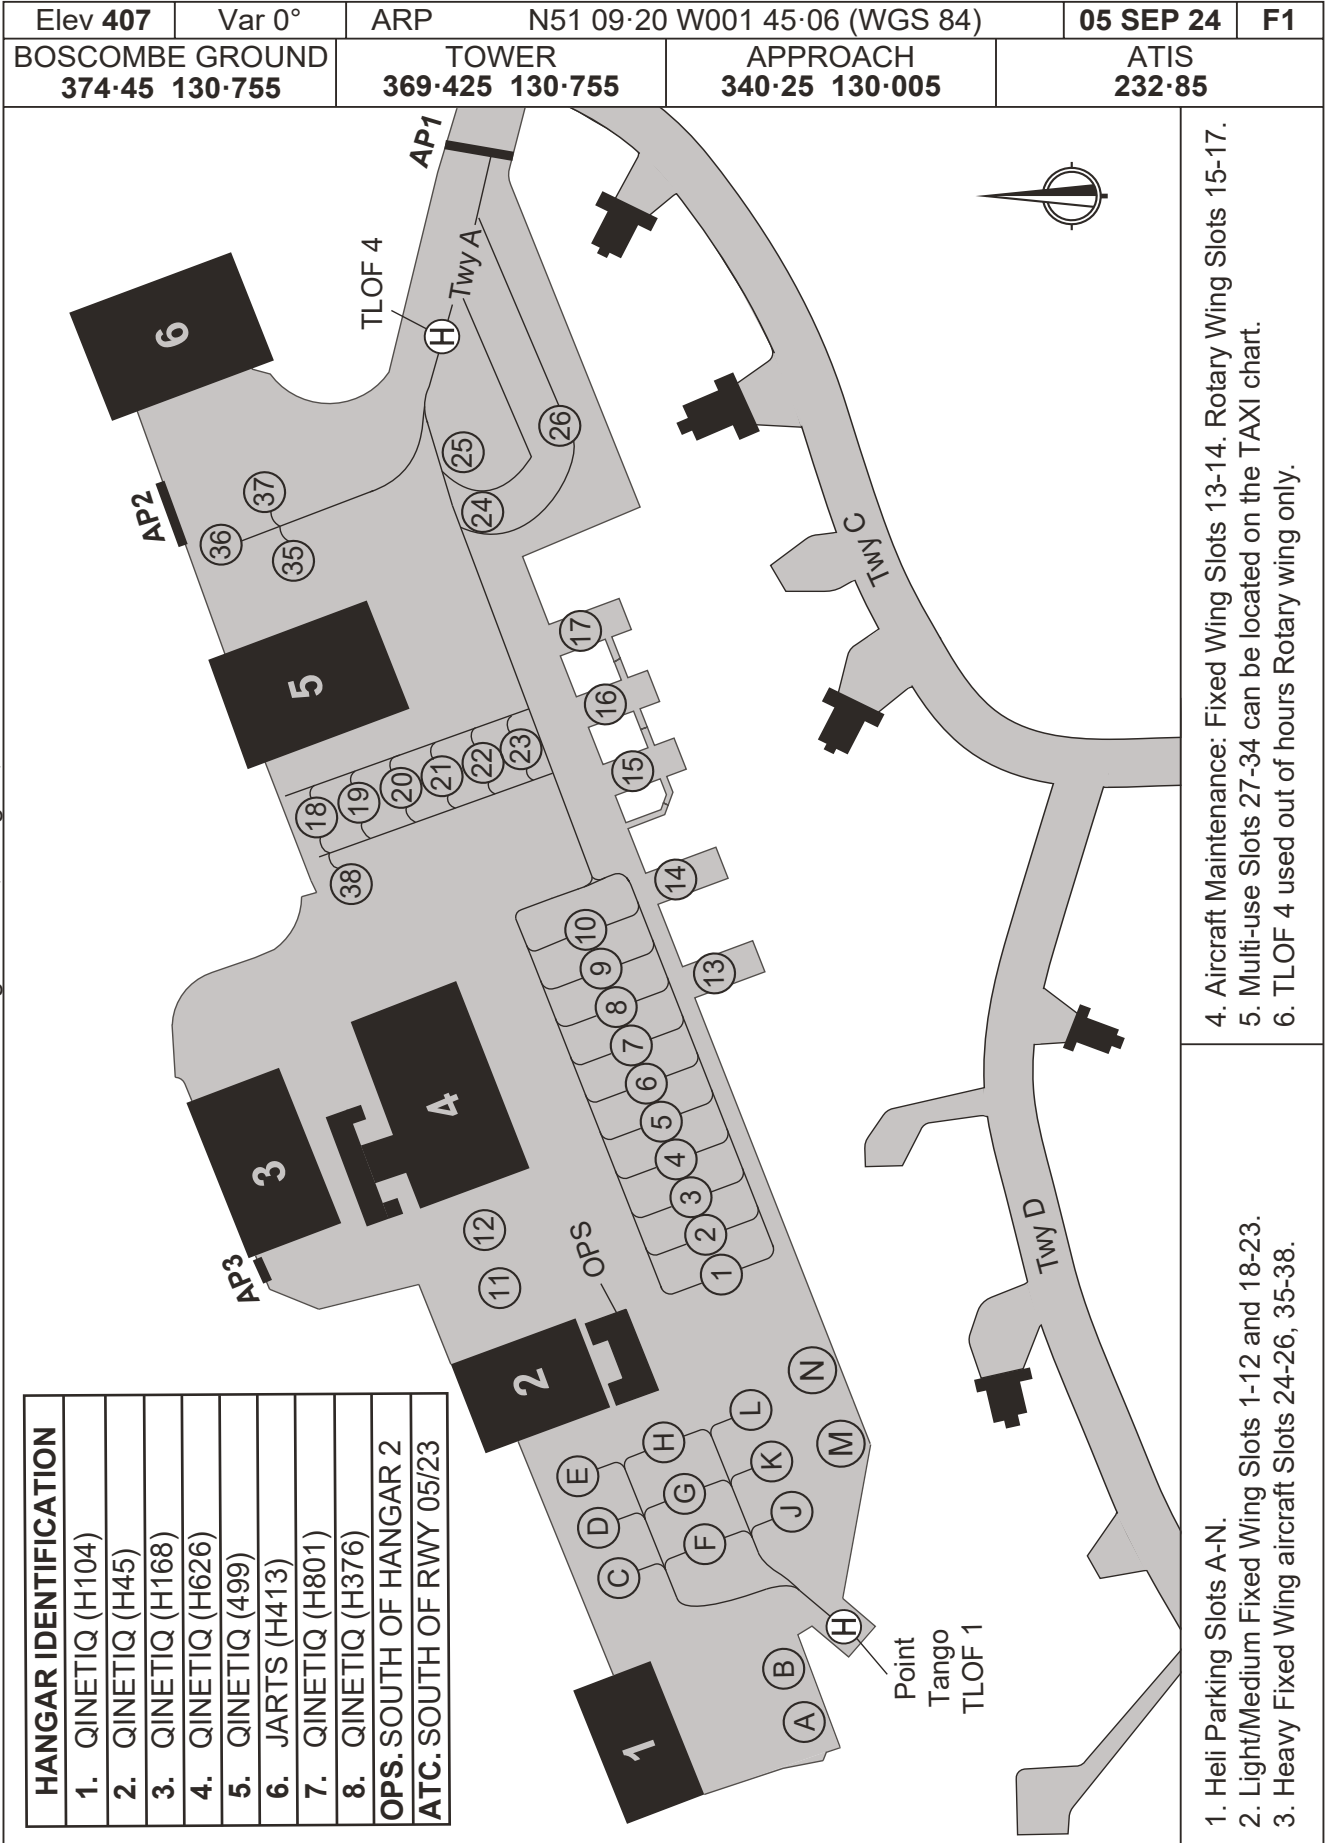 Elev 407
Var 0°
ARP N51 09·20 W001 45·06 (WGS 84)
05 SEP 24
F1
BOSCOMBE GROUND
374·45 130·755
TOWER
369·425 130·755
APPROACH
340·25 130·005
ATIS
232·85
HANGAR IDENTIFICATION
1. QINETIQ (H104)
2. QINETIQ (H45)
3. QINETIQ (H168)
4. QINETIQ (H626)
5. QINETIQ (499)
6. JARTS (H413)
7. QINETIQ (H801)
8. QINETIQ (H376)
OPS. SOUTH OF HANGAR 2
ATC. SOUTH OF RWY 05/23
AP1
AP2
AP3
TLOF 4
H
Twy A
Twy C
Twy D
OPS
Point
Tango
TLOF 1
H
1
2
3
4
5
6
A
B
C
D
E
F
G
H
J
K
L
M
N
1
2
3
4
5
6
7
8
9
10
11
12
13
14
15
16
17
18
19
20
21
22
23
24
25
26
35
36
37
38
1. Heli Parking Slots A-N.
2. Light/Medium Fixed Wing Slots 1-12 and 18-23.
3. Heavy Fixed Wing aircraft Slots 24-26, 35-38.
4. Aircraft Maintenance: Fixed Wing Slots 13-14. Rotary Wing Slots 15-17.
5. Multi-use Slots 27-34 can be located on the TAXI chart.
6. TLOF 4 used out of hours Rotary wing only.